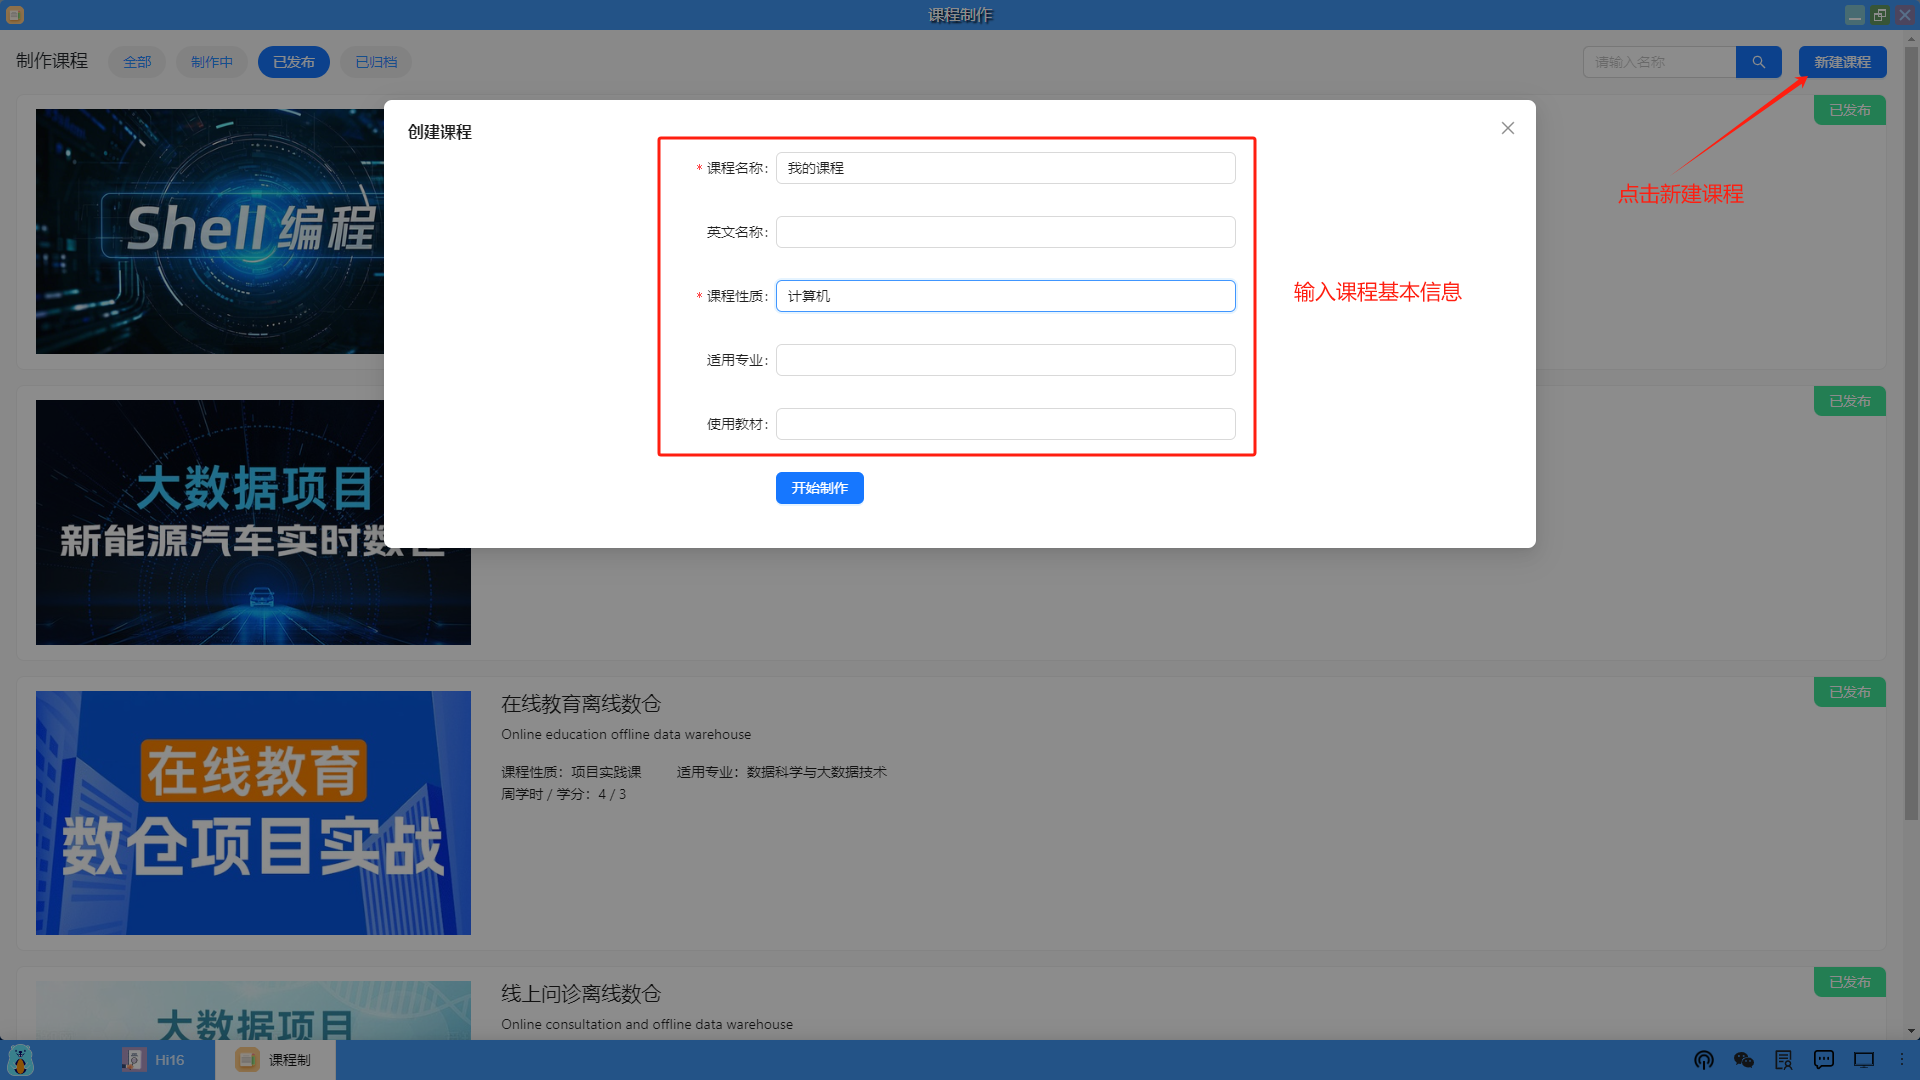 课程制作
制作课程 全部 制作中 已发布 已归档 请输入名称 新建课程
已发布
点击新建课程
Shell 编程
创建课程
* 课程名称: 我的课程
英文名称:
* 课程性质: 计算机
适用专业:
使用教材:
开始制作
输入课程基本信息
已发布
大数据项目
新能源汽车实时数仓
已发布
在线教育
数仓项目实战
在线教育离线数仓
Online education offline data warehouse
课程性质: 项目实践课 适用专业: 数据科学与大数据技术
周学时 / 学分: 4 / 3
已发布
大数据项目
线上问诊离线数仓
Online consultation and offline data warehouse
Hi16 课程制